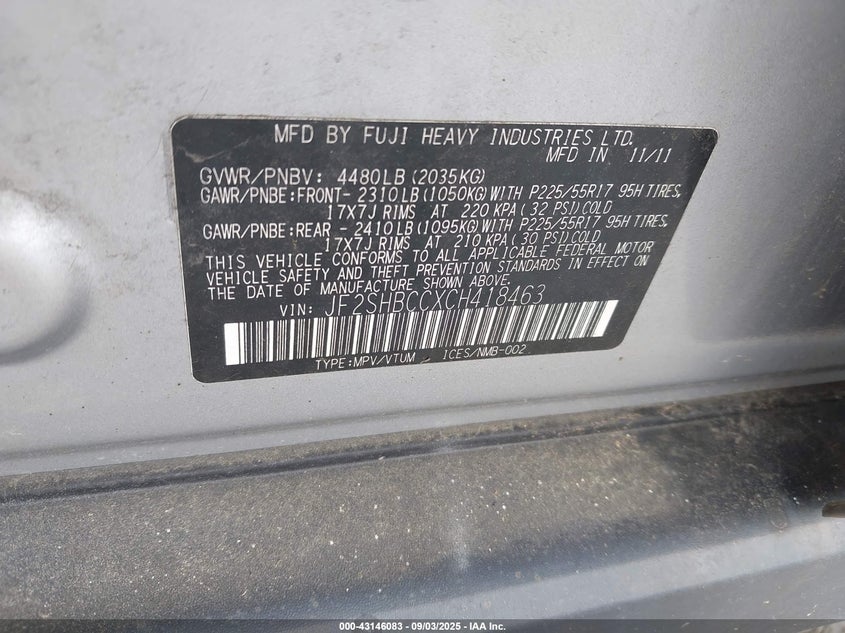 MFD BY FUJI HEAVY INDUSTRIES LTD.
MFD IN 11/11
GVWR/PNBV: 4480LB(2035KG)
GAWR/PNBE:FRONT- 2310LB(1050KG)WITH P225/55R17 95H TIRES,
17X7J RIMS AT 220 KPA(32 PSI)COLD
GAWR/PNBE:REAR - 2410LB(1095KG)WITH P225/55R17 95H TIRES,
17X7J RIMS AT 210 KPA(30 PSI)COLD
THIS VEHICLE CONFORMS TO ALL APPLICABLE FEDERAL MOTOR
VEHICLE SAFETY AND THEFT PREVENTION STANDARDS IN EFFECT ON
THE DATE OF MANUFACTURE SHOWN ABOVE.
VIN: JF2SHBCCXCH418463
TYPE:MPV/VTUM ICES/NMB-002
000-43146083 - 09/03/2025 - IAA Inc.